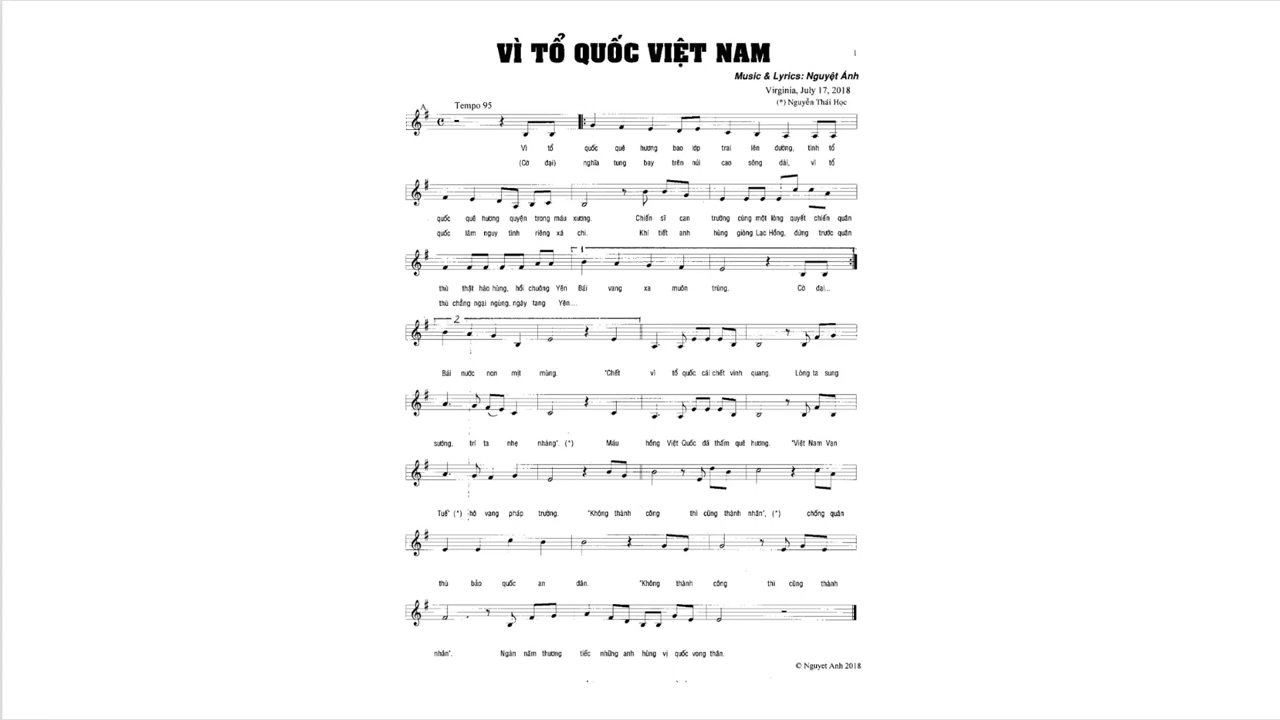 VÌ TỔ QUỐC VIỆT NAM
1
Music & Lyrics: Nguyệt Ánh
Virginia, July 17, 2018
(*) Nguyễn Thái Học
A
Tempo 95
Vì tổ quốc quê hương bao lớp trai lên đường, tình tổ
(Cờ đại) nghĩa tung bay trên núi cao sông dài, vì tổ
quốc quê hương quyện trong máu xương. Chiến sĩ can trường cùng một lòng quyết chiến quân
quốc lâm nguy tình riêng xá chi. Khí tiết anh hùng giòng Lạc Hồng, đứng trước quân
1
thù thật hào hùng, hồi chuông Yên Bái vang xa muôn trùng. Cờ đại...
thù chẳng ngại ngùng, ngày tang Yên...
2
Bái nước non mịt mùng. "Chết vì tổ quốc cái chết vinh quang. Lòng ta sung
sướng, trí ta nhẹ nhàng". (*) Máu hồng Việt Quốc đã thấm quê hương. "Việt Nam Vạn
Tuế" (*) hô vang pháp trường. "Không thành công thì cũng thành nhân", (*) chống quân
thù bảo quốc an dân. "Không thành công thì cũng thành
nhân". Ngàn năm thương tiếc những anh hùng vị quốc vong thân.
© Nguyet Anh 2018